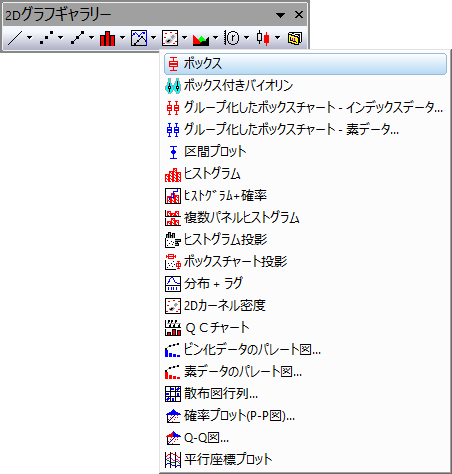 2Dグラフギャラリー
ボックス
ボックス付きバイオリン
グループ化したボックスチャート - インデックスデータ...
グループ化したボックスチャート - 素データ...
区間プロット
ヒストグラム
ﾋｽﾄｸﾞﾗﾑ+確率
複数パネルヒストグラム
ヒストグラム投影
ボックスチャート投影
分布 + ラグ
2Dカーネル密度
ＱＣチャート
ビン化データのパレート図...
素データのパレート図...
散布図行列...
確率プロット(P-P図)...
Q-Q図...
平行座標プロット